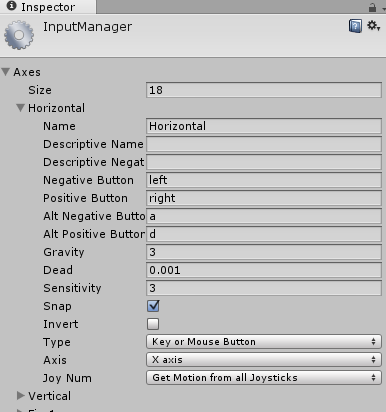 Inspector
InputManager
Axes
Size 18
Horizontal
Name Horizontal
Descriptive Name
Descriptive Negat
Negative Button left
Positive Button right
Alt Negative Butto a
Alt Positive Button d
Gravity 3
Dead 0.001
Sensitivity 3
Snap
Invert
Type Key or Mouse Button
Axis X axis
Joy Num Get Motion from all Joysticks
Vertical